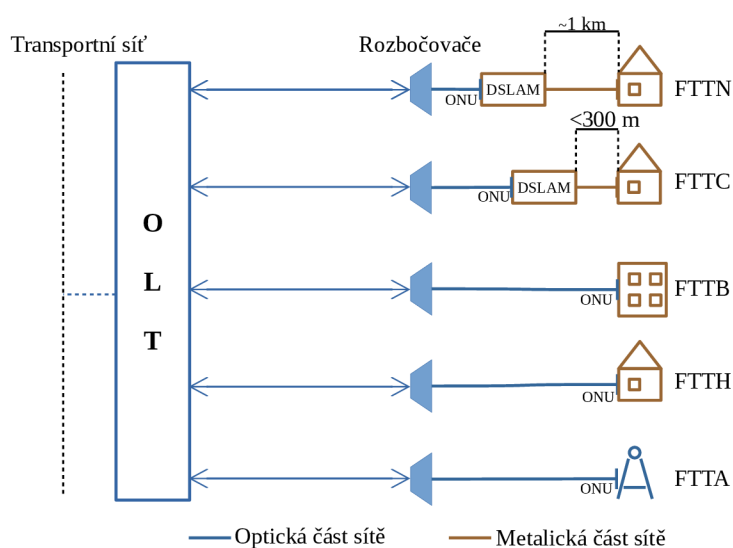 ~1 km
Transportní síť
Rozbočovače
DSLAM
ONU
FTTN
<300 m
DSLAM
ONU
FTTC
O
L
T
ONU
FTTB
ONU
FTTH
ONU
FTTA
Optická část sítě
Metalická část sítě